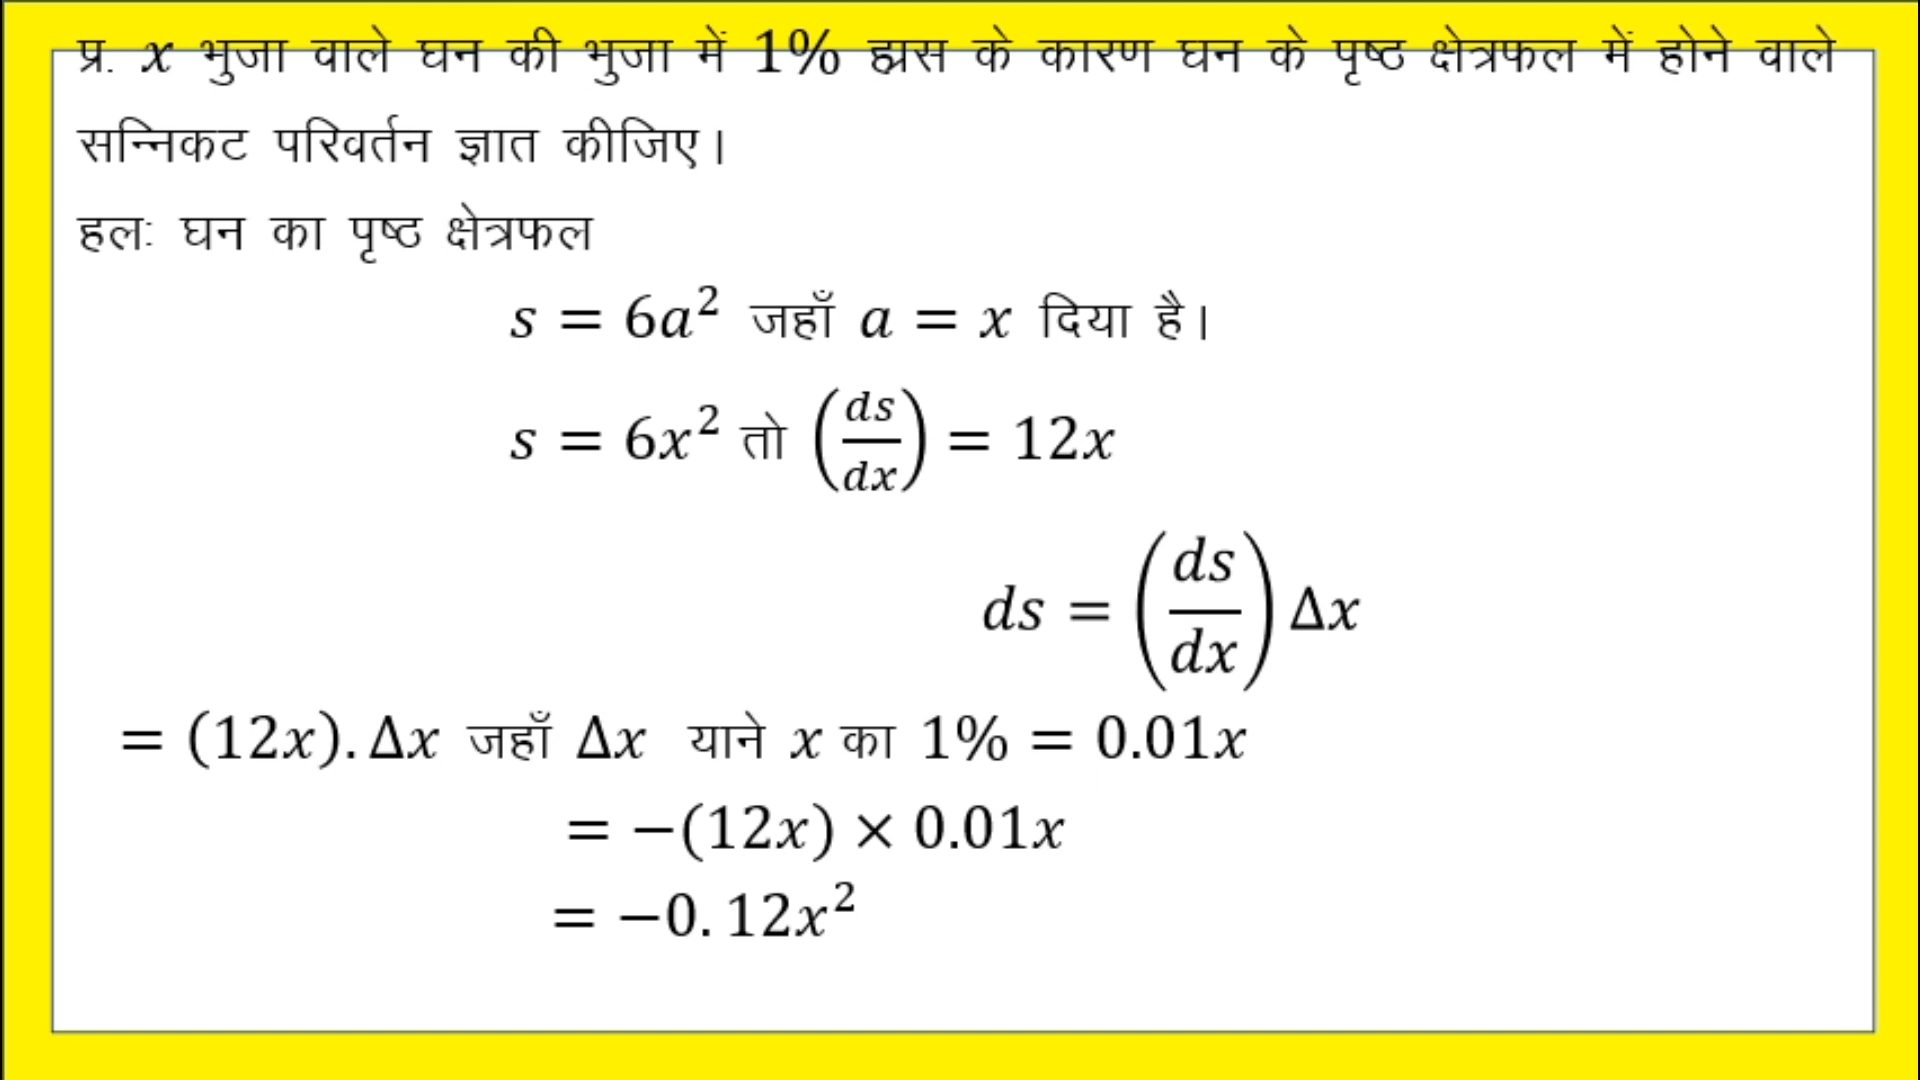 प्र. x भुजा वाले घन की भुजा में 1% ह्रास के कारण घन के पृष्ठ क्षेत्रफल में होने वाले
सन्निकट परिवर्तन ज्ञात कीजिए।
हल: घन का पृष्ठ क्षेत्रफल
s = 6a² जहाँ a = x दिया है।
s = 6x² तो (ds/dx) = 12x
ds = (ds/dx) Δx
= (12x). Δx जहाँ Δx याने x का 1% = 0.01x
= −(12x) × 0.01x
= −0. 12x²